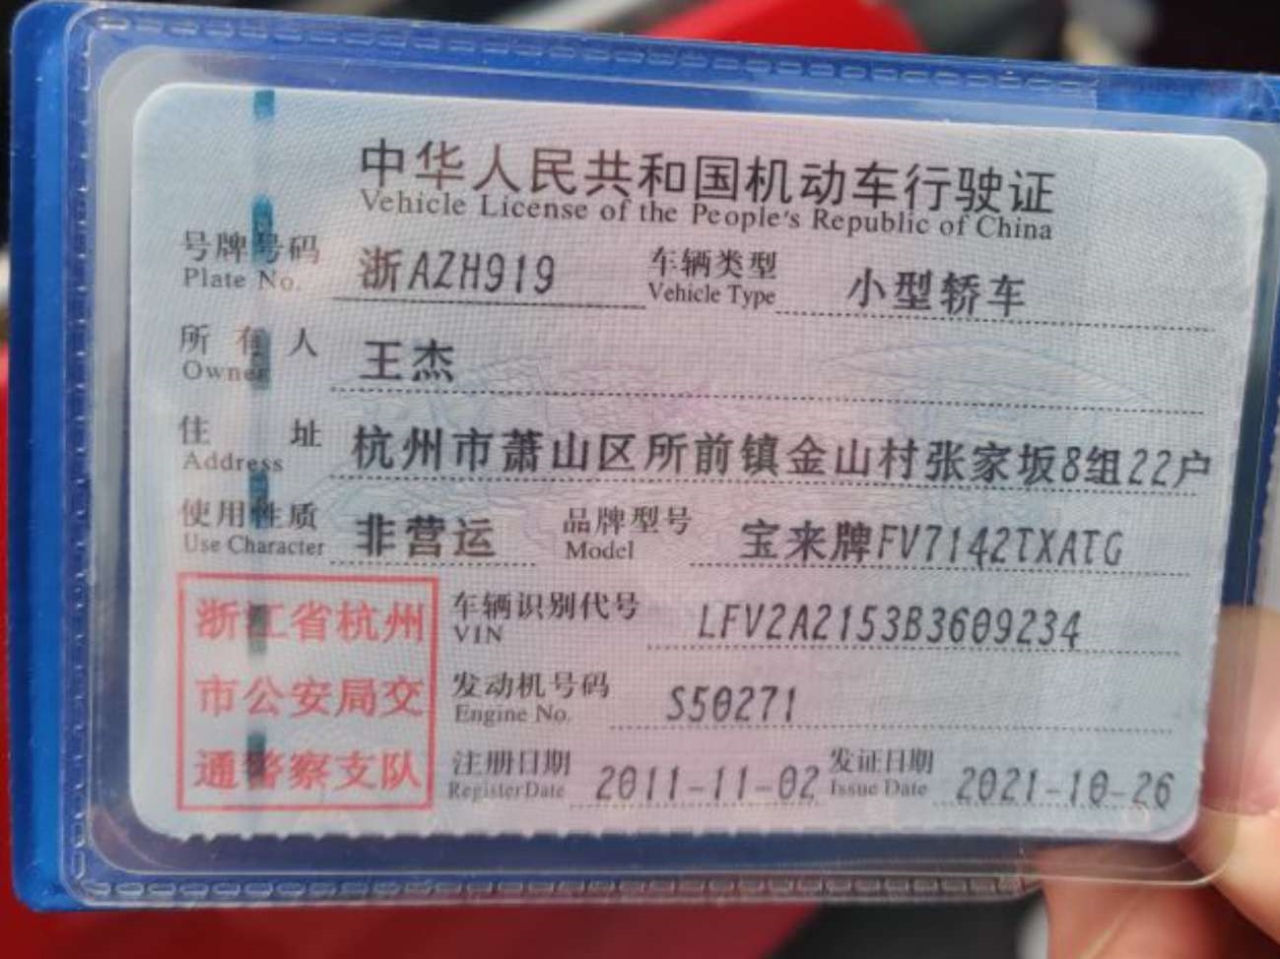 中华人民共和国机动车行驶证
Vehicle License of the People's Republic of China
号牌号码 浙AZH919 车辆类型 小型轿车
Plate No. Vehicle Type
所有人 王杰
Owner
住址 杭州市萧山区所前镇金山村张家坂8组22户
Address
使用性质 非营运 品牌型号 宝来牌FV7142TXATG
Use Character Model
车辆识别代号 LFV2A2153B3609234
VIN
发动机号码 S50271
Engine No.
注册日期 2011-11-02 发证日期 2021-10-26
Register Date Issue Date
浙江省杭州
市公安局交
通警察支队